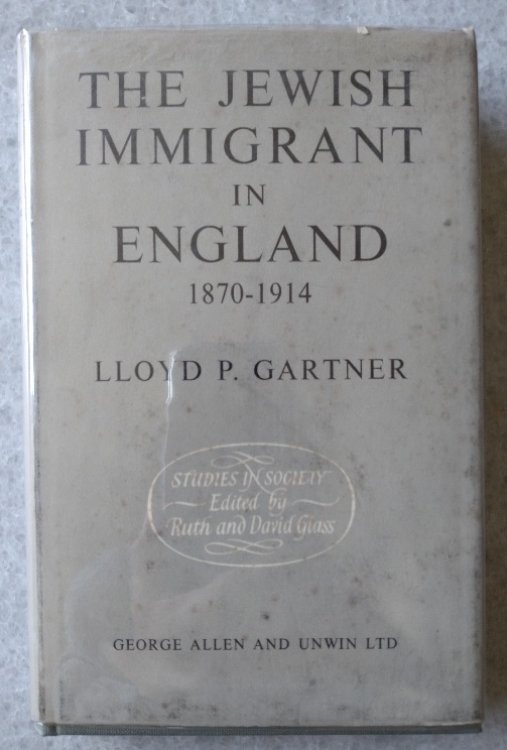 THE JEWISH
IMMIGRANT
IN
ENGLAND
1870-1914
LLOYD P. GARTNER
STUDIES IN SOCIETY
Edited by
Ruth and David Glass
GEORGE ALLEN AND UNWIN LTD